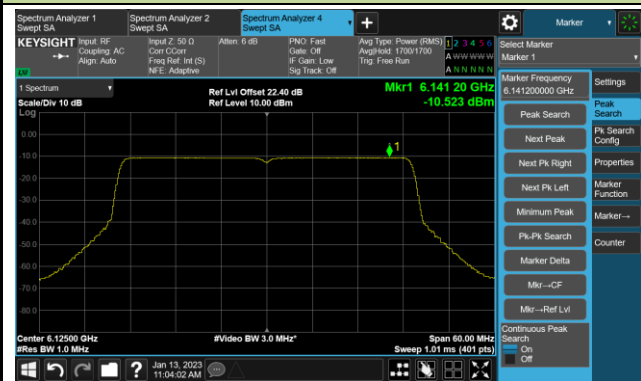 Spectrum Analyzer 1
Swept SA
Spectrum Analyzer 2
Swept SA
Spectrum Analyzer 4
Swept SA
Marker
KEYSIGHT
Input: RF
Coupling: AC
Align: Auto
Input Z: 50 Ω
Corr CCorr
Freq Ref: Int (S)
NFE: Adaptive
Atten: 6 dB
PNO: Fast
Gate: Off
IF Gain: Low
Sig Track: Off
Avg Type: Power (RMS)
Avg|Hold: 1700/1700
Trig: Free Run
1 2 3 4 5 6
A W W W W W
A N N N N N
Select Marker
Marker 1
LXI
1 Spectrum
Scale/Div 10 dB
Log
Ref Lvl Offset 22.40 dB
Ref Level 10.00 dBm
Mkr1 6.141 20 GHz
-10.523 dBm
0.00
-10.0
-20.0
-30.0
-40.0
-50.0
-60.0
-70.0
-80.0
1
Center 6.12500 GHz
#Res BW 1.0 MHz
#Video BW 3.0 MHz*
Span 60.00 MHz
Sweep 1.01 ms (401 pts)
Marker Frequency
6.141200000 GHz
Peak Search
Next Peak
Next Pk Right
Next Pk Left
Minimum Peak
Pk-Pk Search
Marker Delta
Mkr→CF
Mkr→Ref Lvl
Continuous Peak
Search
On
Off
Settings
Peak
Search
Pk Search
Config
Properties
Marker
Function
Marker→
Counter
?
Jan 13, 2023
11:04:02 AM